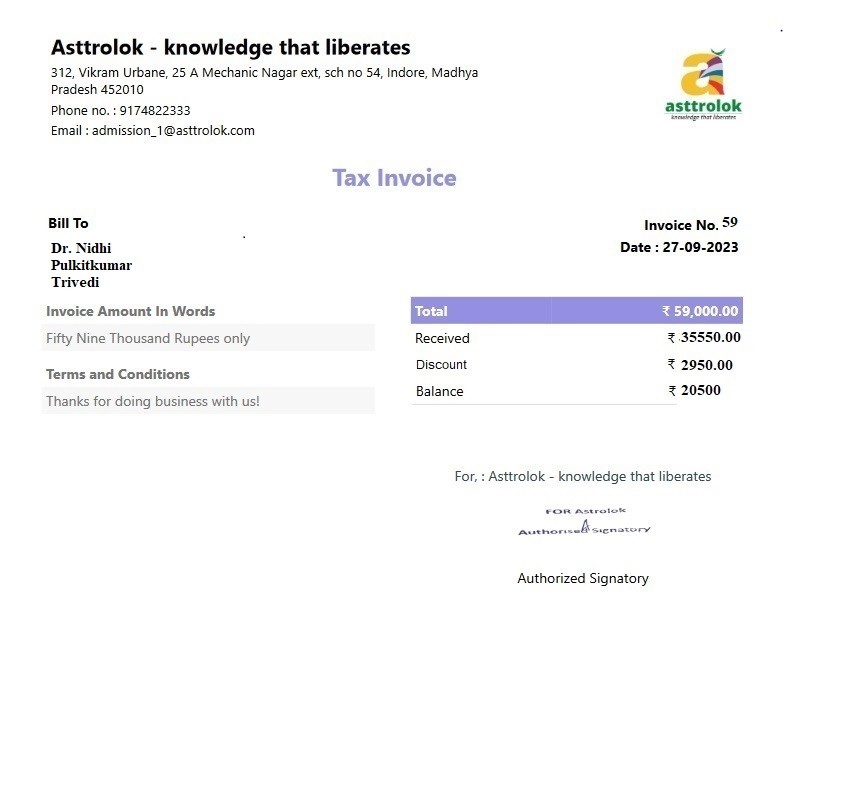 Asttrolok - knowledge that liberates
312, Vikram Urbane, 25 A Mechanic Nagar ext, sch no 54, Indore, Madhya
Pradesh 452010
Phone no. : 9174822333
Email : admission_1@asttrolok.com
asttrolok
knowledge that liberates
Tax Invoice
Bill To
Dr. Nidhi
Pulkitkumar
Trivedi
Invoice No. 59
Date : 27-09-2023
Invoice Amount In Words
Fifty Nine Thousand Rupees only
Terms and Conditions
Thanks for doing business with us!
Total ₹ 59,000.00
Received ₹ 35550.00
Discount ₹ 2950.00
Balance ₹ 20500
For, : Asttrolok - knowledge that liberates
FOR Astrolok
Authorised Signatory
Authorized Signatory